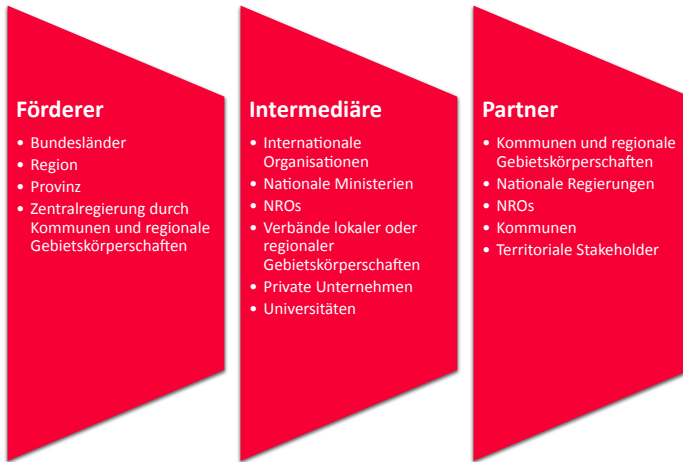 Förderer
• Bundesländer
• Region
• Provinz
• Zentralregierung durch
Kommunen und regionale
Gebietskörperschaften
Intermediäre
• Internationale
Organisationen
• Nationale Ministerien
• NROs
• Verbände lokaler oder
regionaler
Gebietskörperschaften
• Private Unternehmen
• Universitäten
Partner
• Kommunen und regionale
Gebietskörperschaften
• Nationale Regierungen
• NROs
• Kommunen
• Territoriale Stakeholder